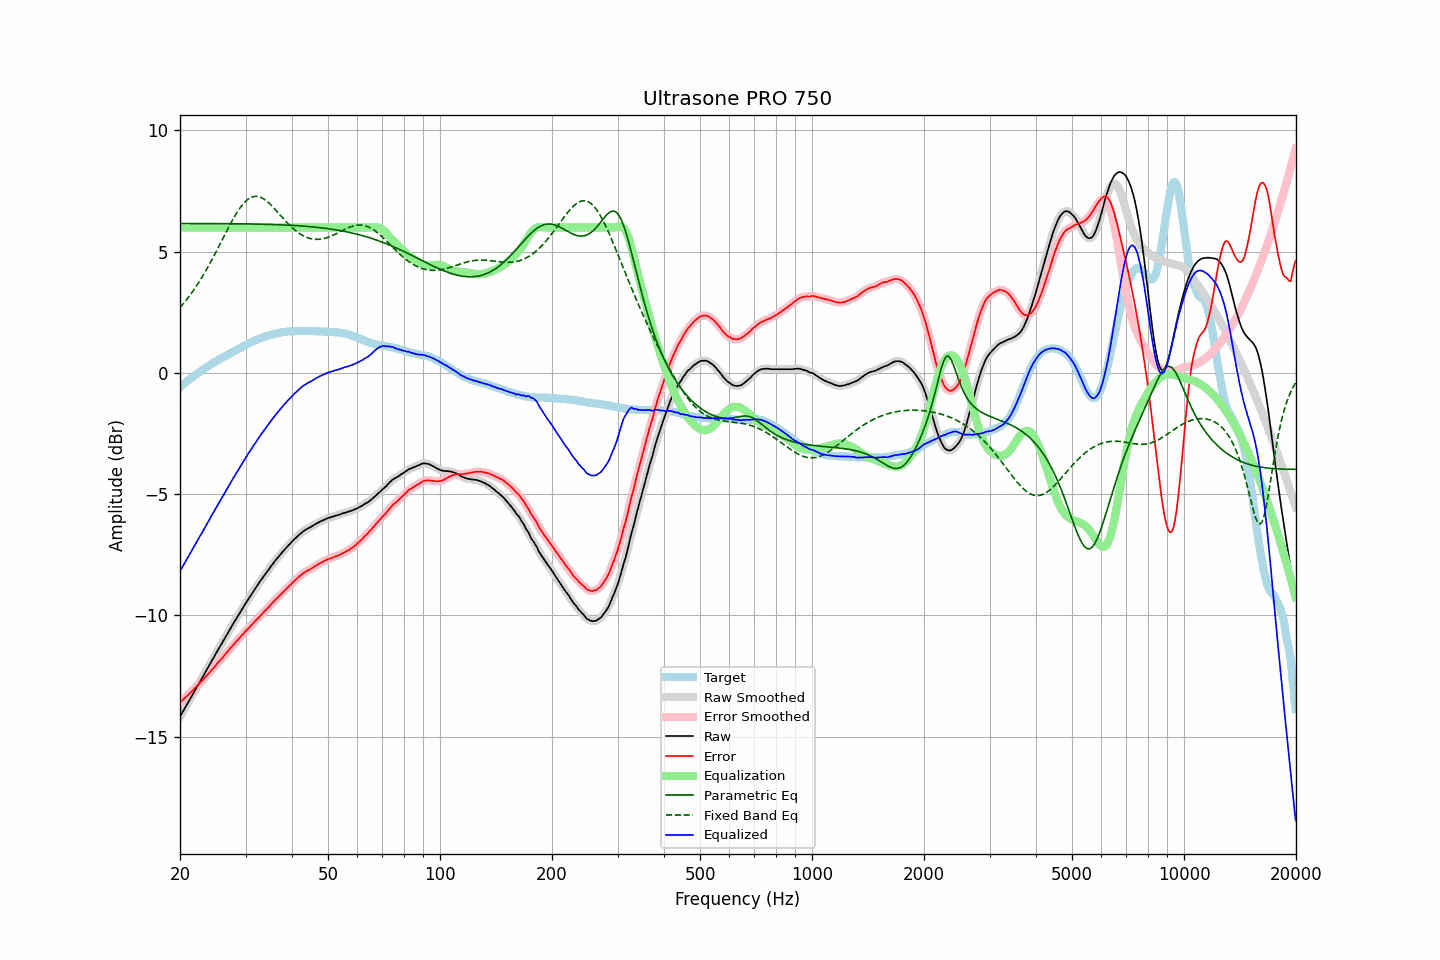 Ultrasone PRO 750
10
5
0
−5
−10
−15
Amplitude (dBr)
Target
Raw Smoothed
Error Smoothed
Raw
Error
Equalization
Parametric Eq
Fixed Band Eq
Equalized
20 50 100 200 500 1000 2000 5000 10000 20000
Frequency (Hz)